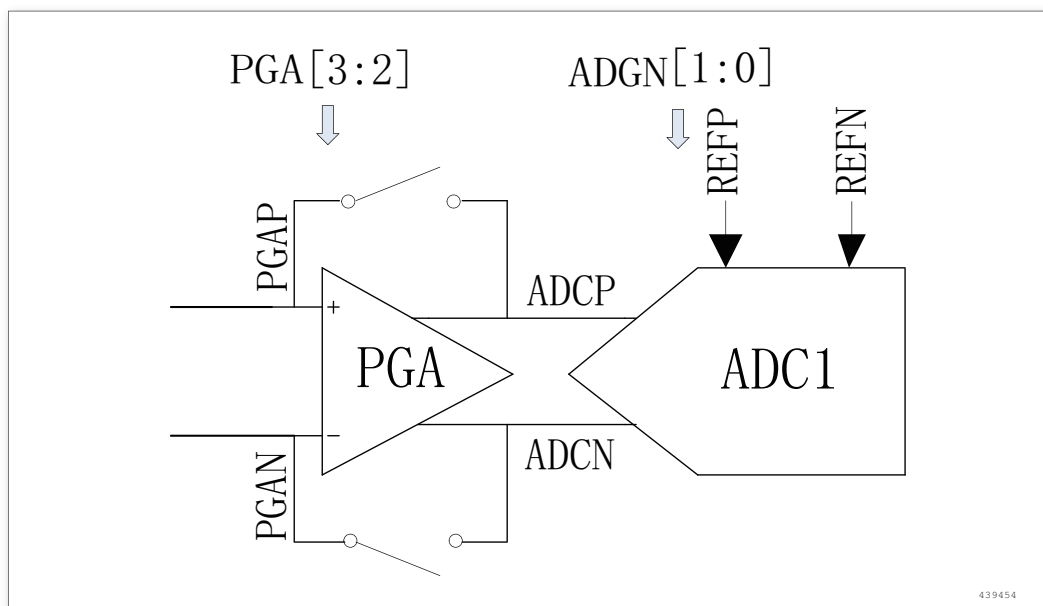 PGA[3:2]
ADGN[1:0]
REFP
REFN
PGAP
ADCP
+
PGA
ADC1
−
ADCN
PGAN
439454